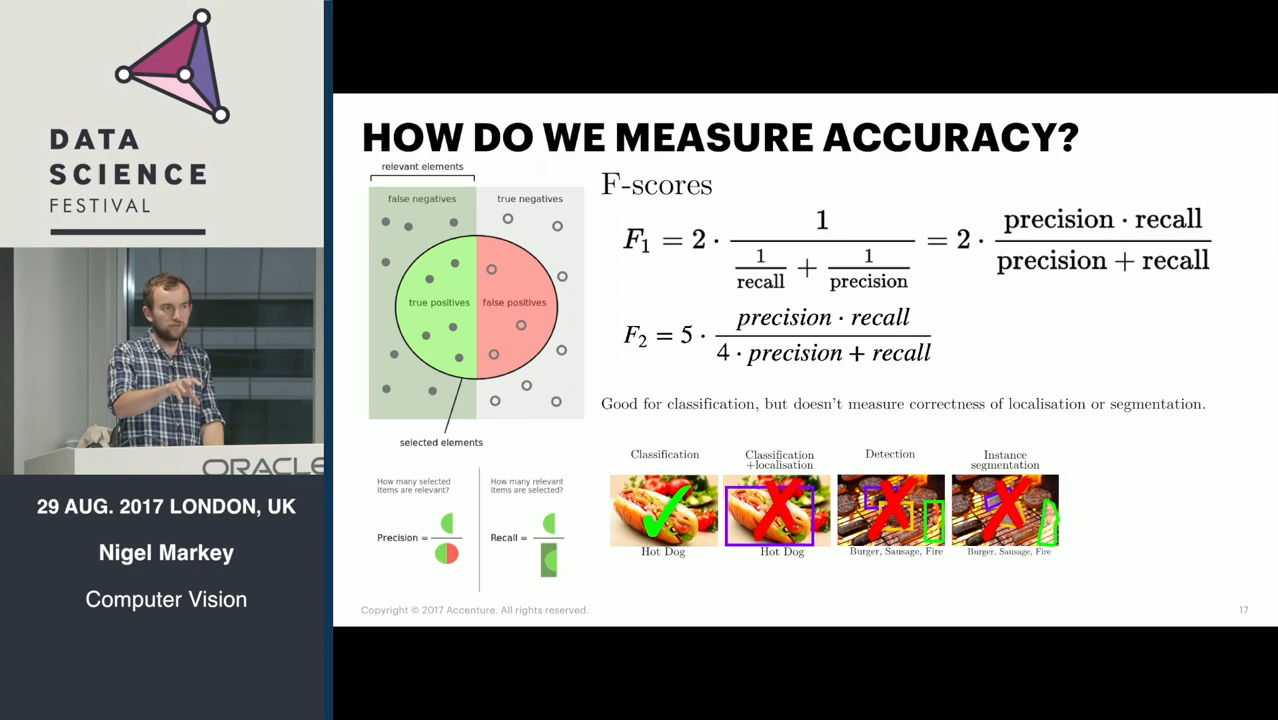 DATA
SCIENCE
FESTIVAL
ORACLE
29 AUG. 2017 LONDON, UK
Nigel Markey
Computer Vision
HOW DO WE MEASURE ACCURACY?
relevant elements
false negatives true negatives
true positives false positives
selected elements
How many selected
items are relevant?
Precision =
How many relevant
items are selected?
Recall =
F-scores
F₁ = 2 · 1 / (1/recall + 1/precision) = 2 · (precision · recall) / (precision + recall)
F₂ = 5 · (precision · recall) / (4 · precision + recall)
Good for classification, but doesn't measure correctness of localisation or segmentation.
Classification
Hot Dog
Classification
+localisation
Hot Dog
Detection
Burger, Sausage, Fire
Instance
segmentation
Burger, Sausage, Fire
Copyright © 2017 Accenture. All rights reserved.
17